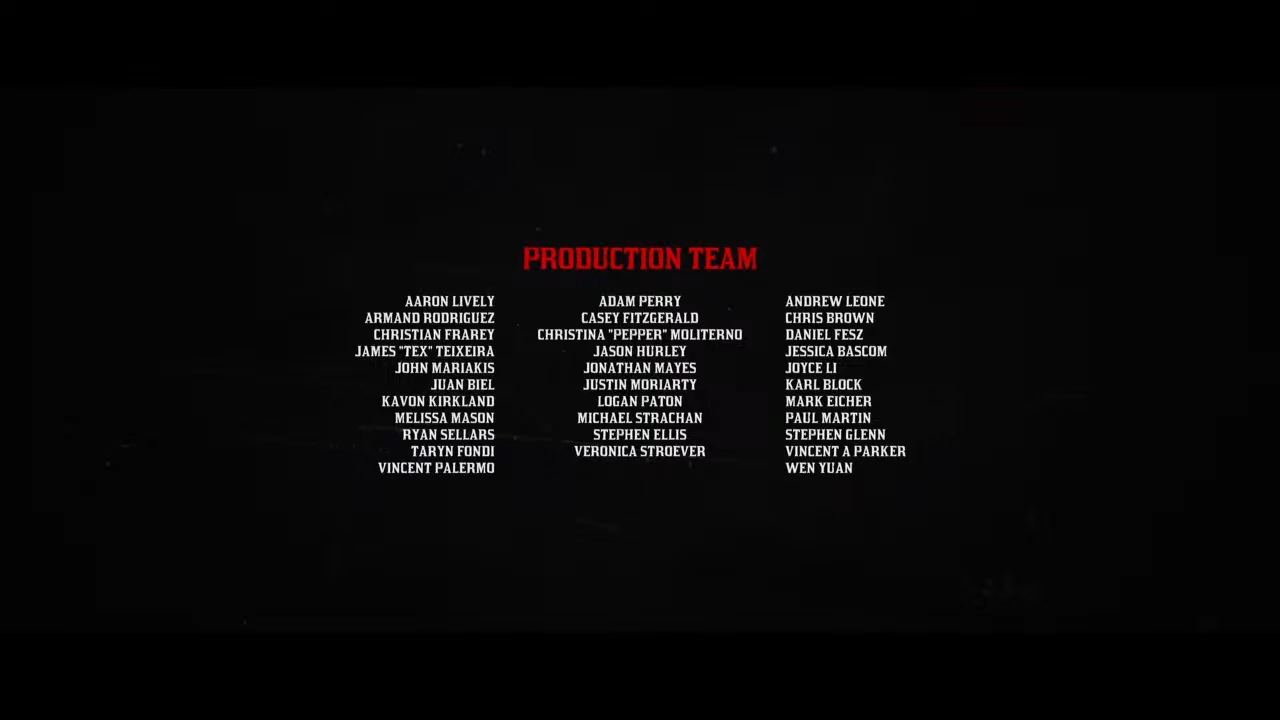 PRODUCTION TEAM
AARON LIVELY ADAM PERRY ANDREW LEONE
ARMAND RODRIGUEZ CASEY FITZGERALD CHRIS BROWN
CHRISTIAN FRAREY CHRISTINA "PEPPER" MOLITERNO DANIEL FESZ
JAMES "TEX" TEIXEIRA JASON HURLEY JESSICA BASCOM
JOHN MARIAKIS JONATHAN MAYES JOYCE LI
JUAN BIEL JUSTIN MORIARTY KARL BLOCK
KAVON KIRKLAND LOGAN PATON MARK EICHER
MELISSA MASON MICHAEL STRACHAN PAUL MARTIN
RYAN SELLARS STEPHEN ELLIS STEPHEN GLENN
TARYN FONDI VERONICA STROEVER VINCENT A PARKER
VINCENT PALERMO WEN YUAN